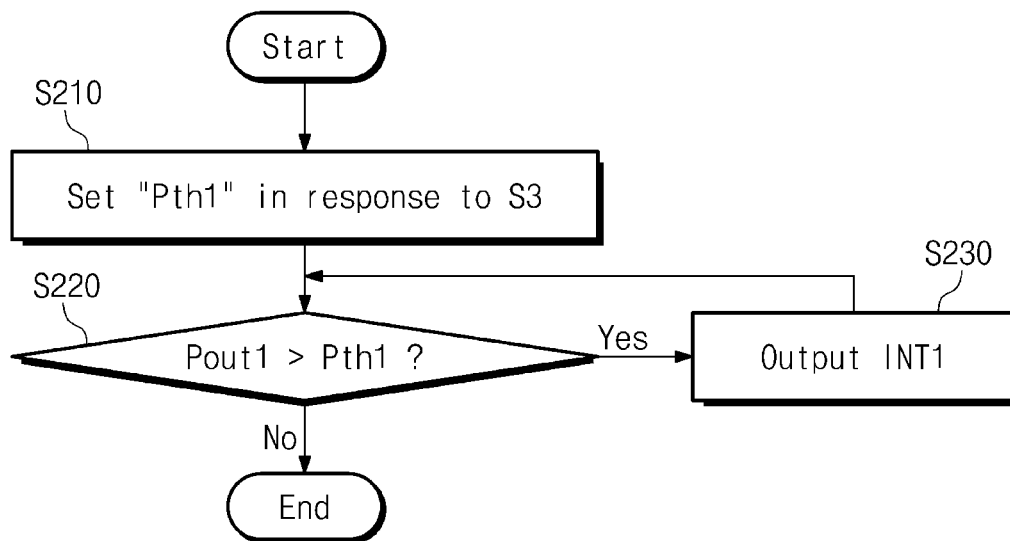 Start
S210
Set "Pth1" in response to S3
S220
S230
Pout1 > Pth1 ?
Yes
Output INT1
No
End